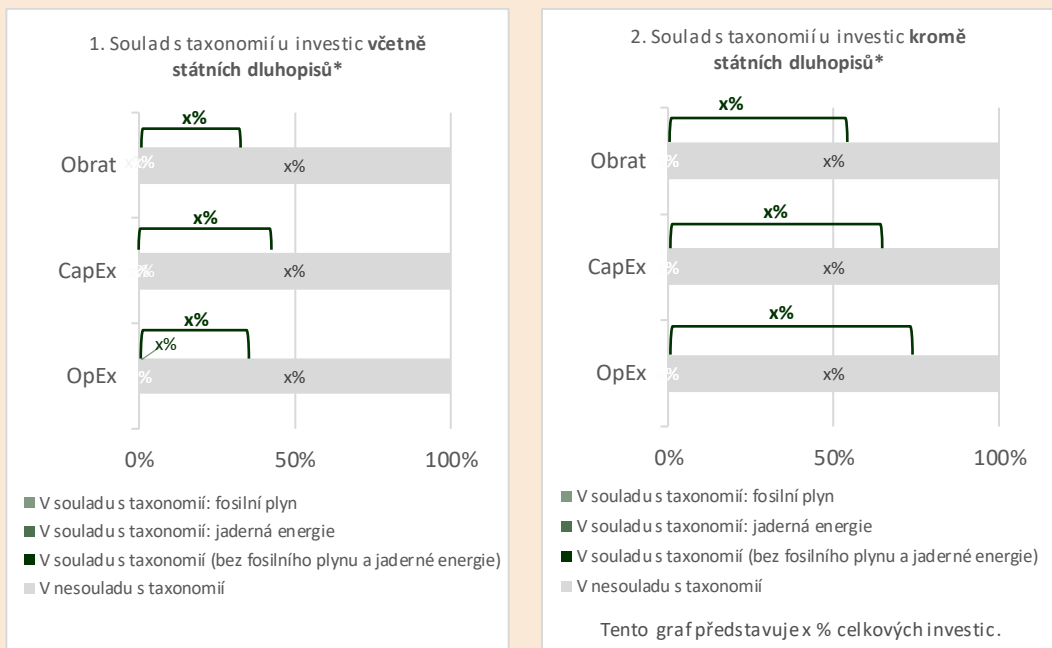 1. Soulad s taxonomií u investic včetně
státních dluhopisů*
x%
Obrat
x%
x%
CapEx
x%
x%
x%
OpEx
%
x%
0%
50%
100%
V souladu s taxonomií: fosilní plyn
V souladu s taxonomií: jaderná energie
V souladu s taxonomií (bez fosilního plynu a jaderné energie)
V nesouladu s taxonomií
2. Soulad s taxonomií u investic kromě
státních dluhopisů*
x%
Obrat
%
x%
x%
CapEx
%
x%
x%
OpEx
%
x%
0%
50%
100%
V souladu s taxonomií: fosilní plyn
V souladu s taxonomií: jaderná energie
V souladu s taxonomií (bez fosilního plynu a jaderné energie)
V nesouladu s taxonomií
Tento graf představuje x % celkových investic.